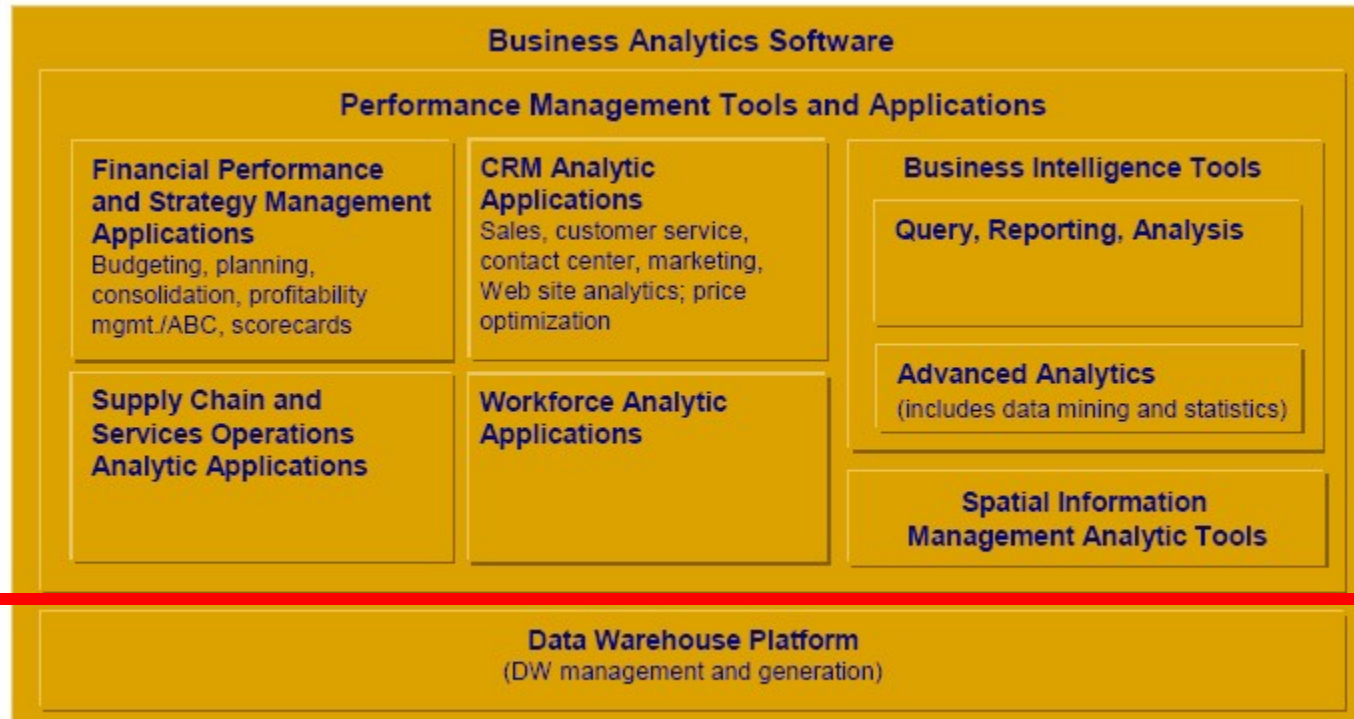 Business Analytics Software
Performance Management Tools and Applications
Financial Performance
and Strategy Management
Applications
Budgeting, planning,
consolidation, profitability
mgmt./ABC, scorecards
CRM Analytic
Applications
Sales, customer service,
contact center, marketing,
Web site analytics; price
optimization
Business Intelligence Tools
Query, Reporting, Analysis
Advanced Analytics
(includes data mining and statistics)
Supply Chain and
Services Operations
Analytic Applications
Workforce Analytic
Applications
Spatial Information
Management Analytic Tools
Data Warehouse Platform
(DW management and generation)